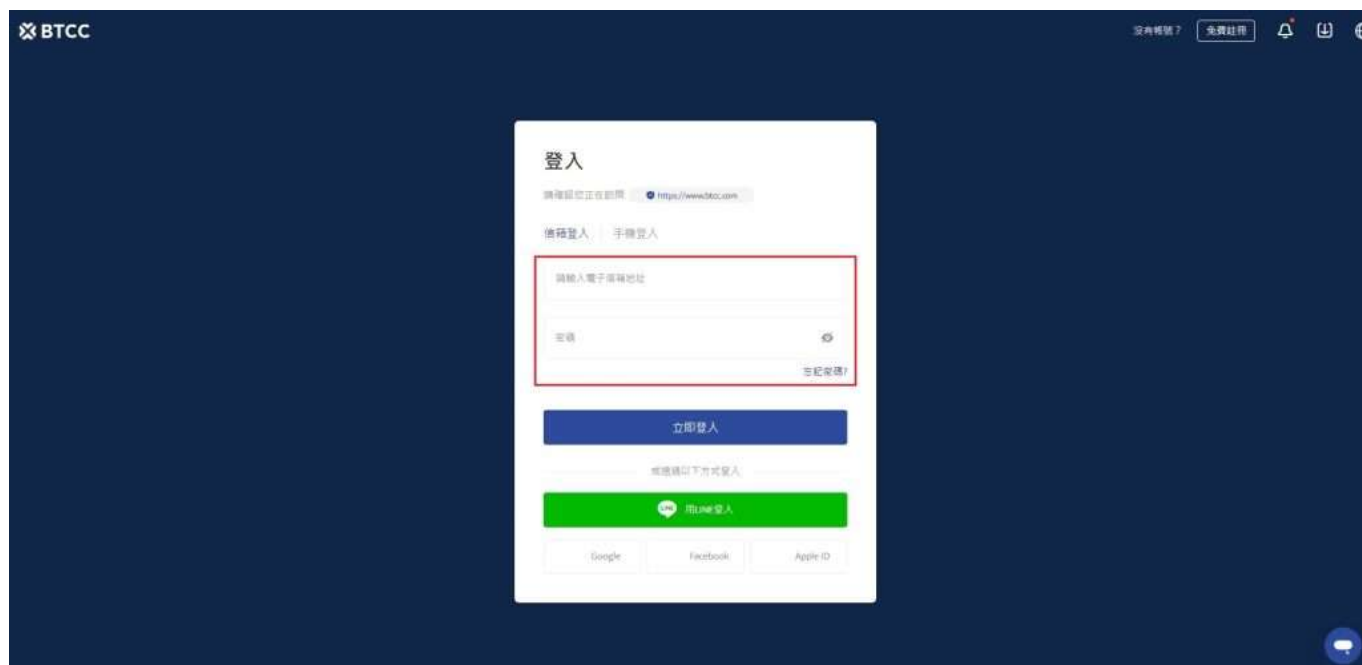 BTCC
沒有帳號？ 免費註冊
登入
請確認您正在訪問 https://www.btcc.com
信箱登入 手機登入
請輸入電子信箱地址
密碼
忘記密碼?
立即登入
或透過以下方式登入
LINE 用LINE登入
Google Facebook Apple ID